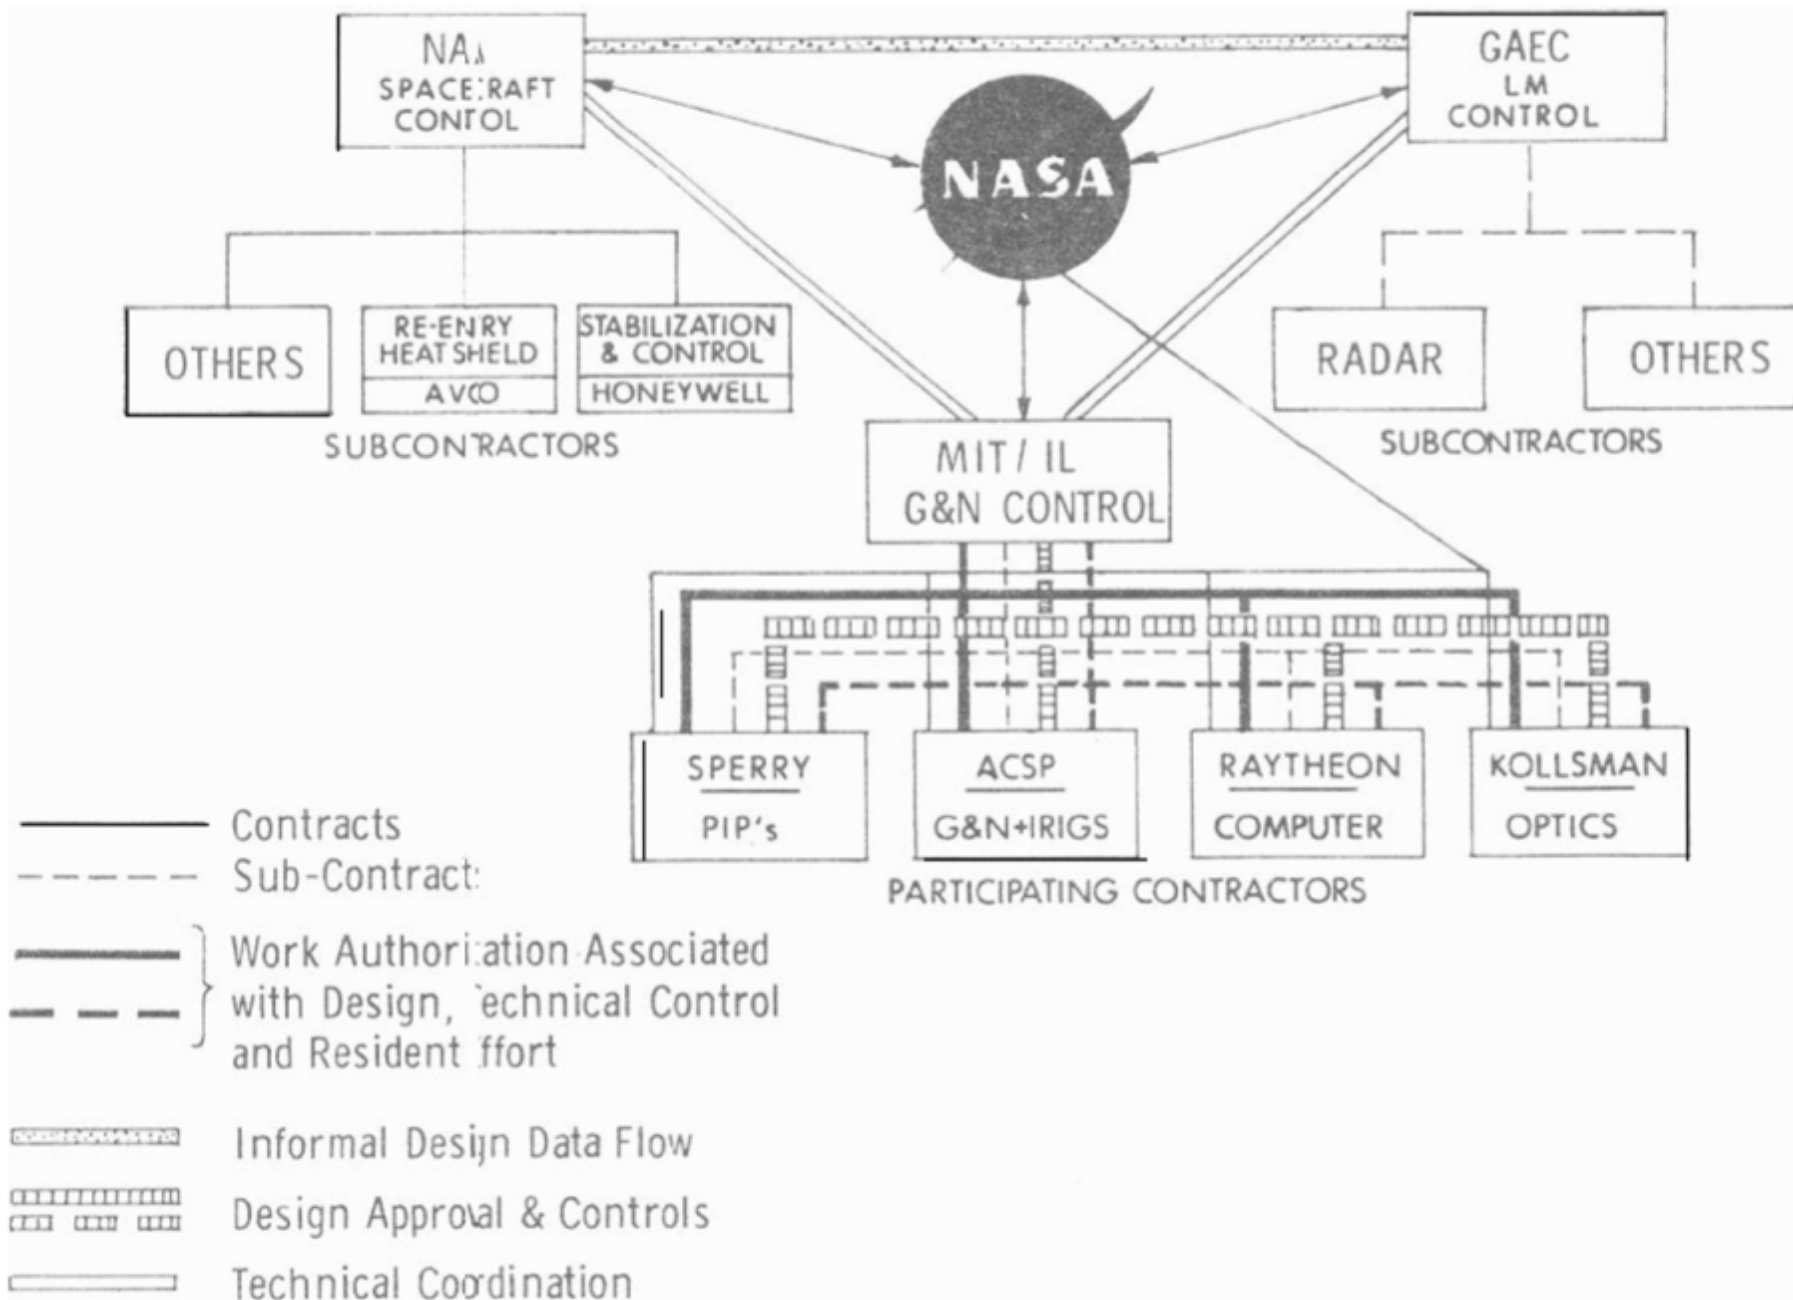 SPACECRAFT
CONTOL
GAEC
LM
CONTROL
NASA
OTHERS
RE-ENRY
HEAT SHELD
AVCO
STABILIZATION
& CONTROL
HONEYWELL
SUBCONTRACTORS
RADAR
OTHERS
SUBCONTRACTORS
MIT/ IL
G&N CONTROL
SPERRY
PIP's
ACSP
G&N+IRIGS
RAYTHEON
COMPUTER
KOLLSMAN
OPTICS
PARTICIPATING CONTRACTORS
Contracts
Sub-Contracts
Work Authorization Associated
with Design, Technical Control
and Resident Effort
Informal Design Data Flow
Design Approval & Controls
Technical Coordination